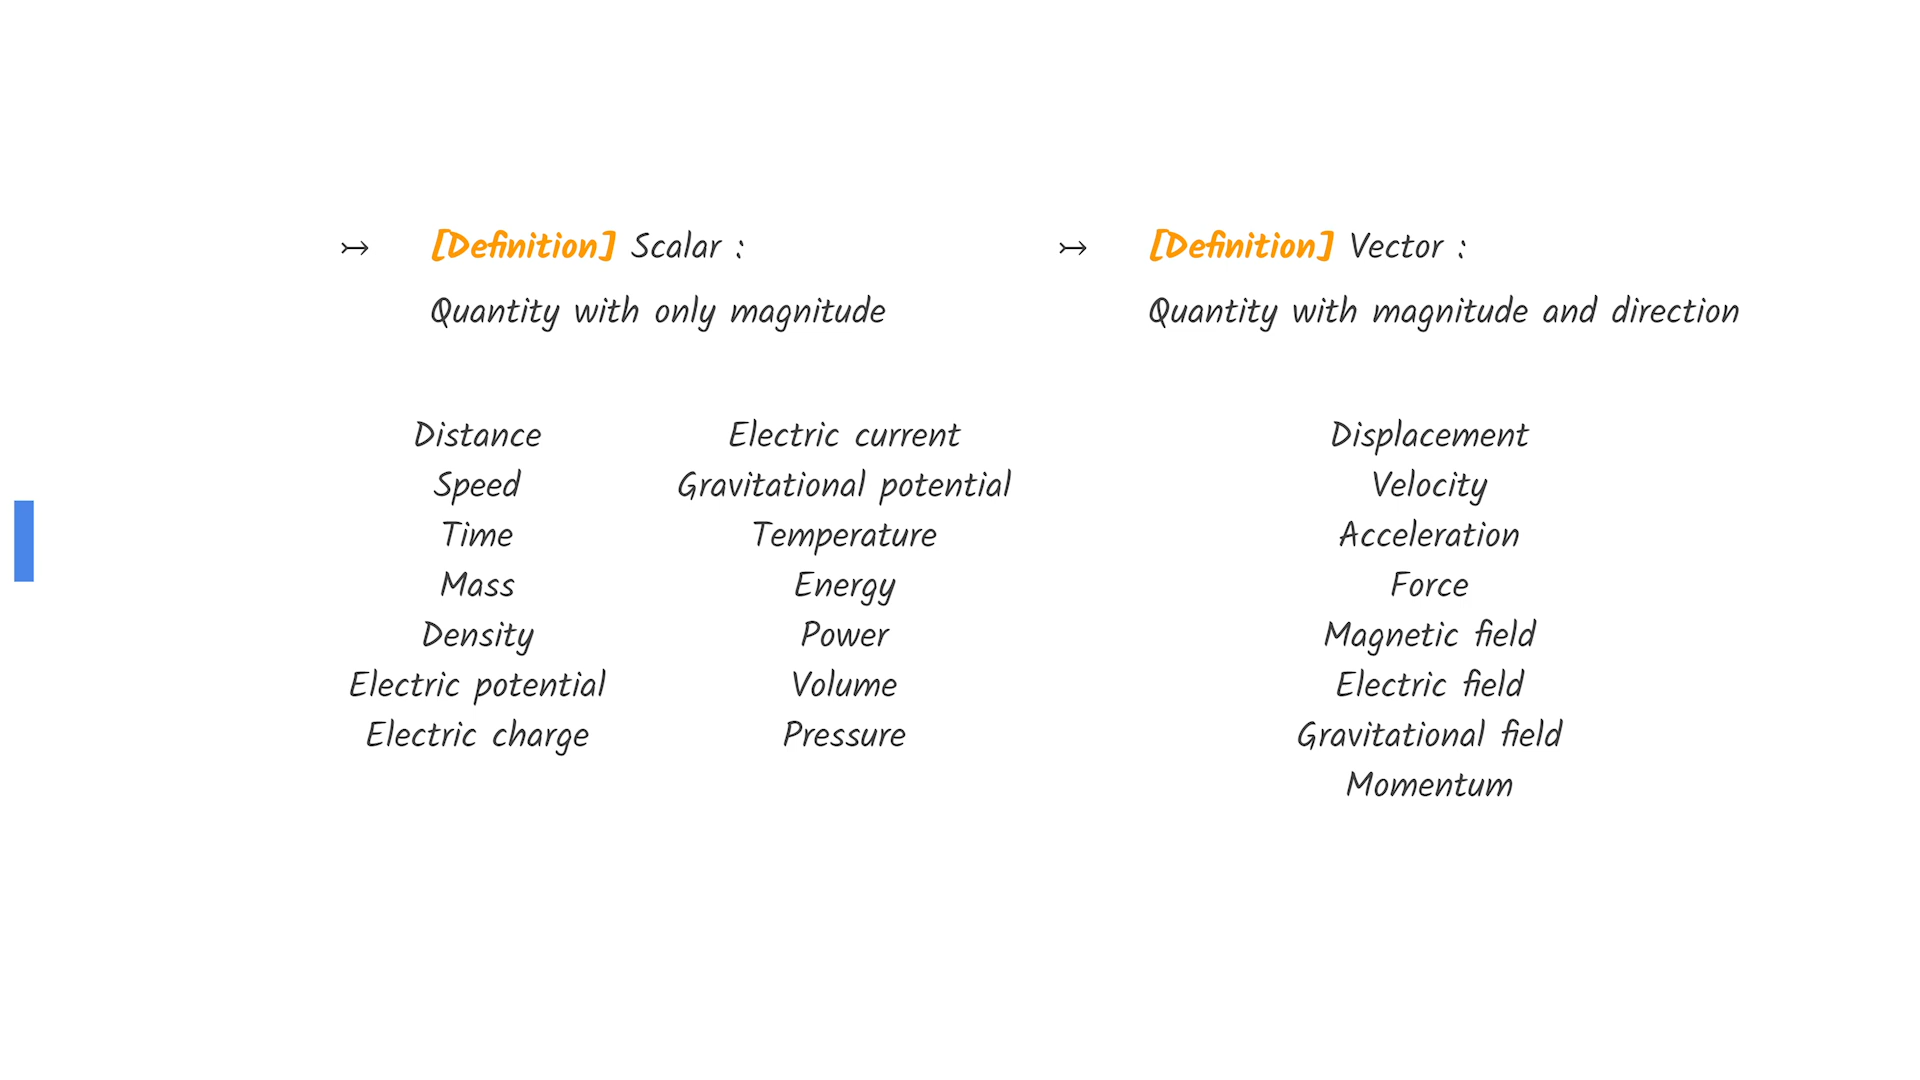 ↣ [Definition] Scalar :
Quantity with only magnitude
Distance
Speed
Time
Mass
Density
Electric potential
Electric charge
Electric current
Gravitational potential
Temperature
Energy
Power
Volume
Pressure
↣ [Definition] Vector :
Quantity with magnitude and direction
Displacement
Velocity
Acceleration
Force
Magnetic field
Electric field
Gravitational field
Momentum